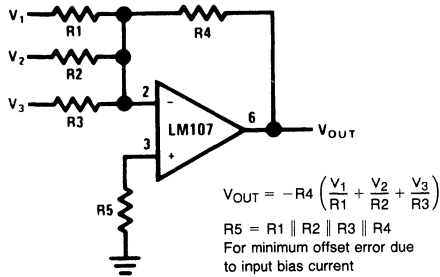 V1
R1
R4
V2
R2
V3
R3
2
−
6
LM107
VOUT
3
+
R5
VOUT = −R4 (V1/R1 + V2/R2 + V3/R3)
R5 = R1 ∥ R2 ∥ R3 ∥ R4
For minimum offset error due
to input bias current